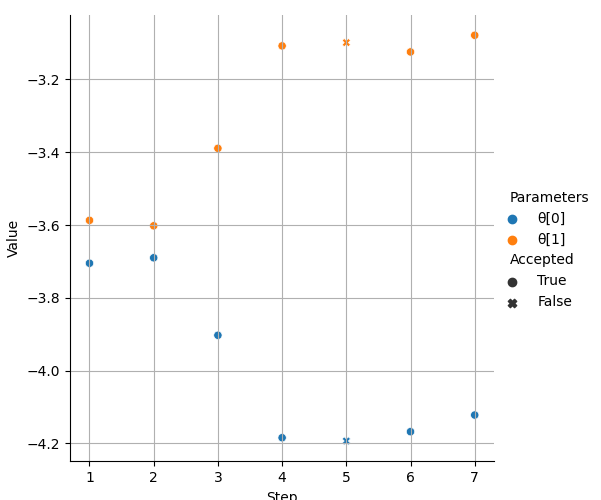 −3.2
−3.4
−3.6
−3.8
−4.0
−4.2
Value
1 2 3 4 5 6 7
Step
Parameters
θ[0]
θ[1]
Accepted
True
False